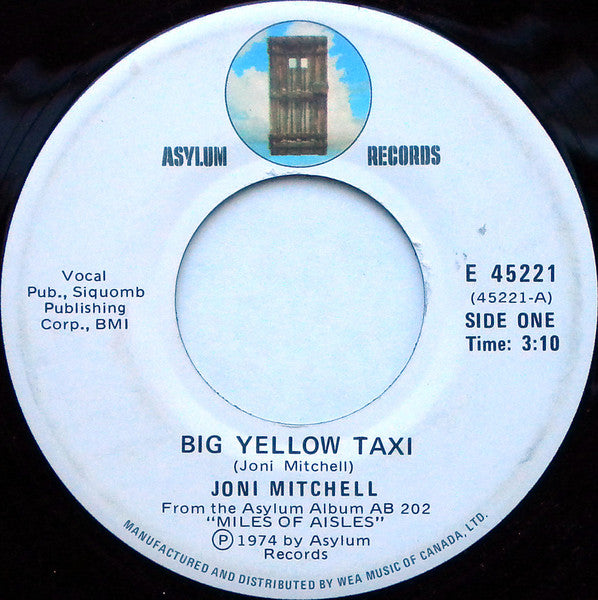 ASYLUM RECORDS
Vocal
Pub., Siquomb
Publishing
Corp., BMI
E 45221
(45221-A)
SIDE ONE
Time: 3:10
BIG YELLOW TAXI
(Joni Mitchell)
JONI MITCHELL
From the Asylum Album AB 202
"MILES OF AISLES"
Ⓟ 1974 by Asylum
Records
MANUFACTURED AND DISTRIBUTED BY WEA MUSIC OF CANADA, LTD.